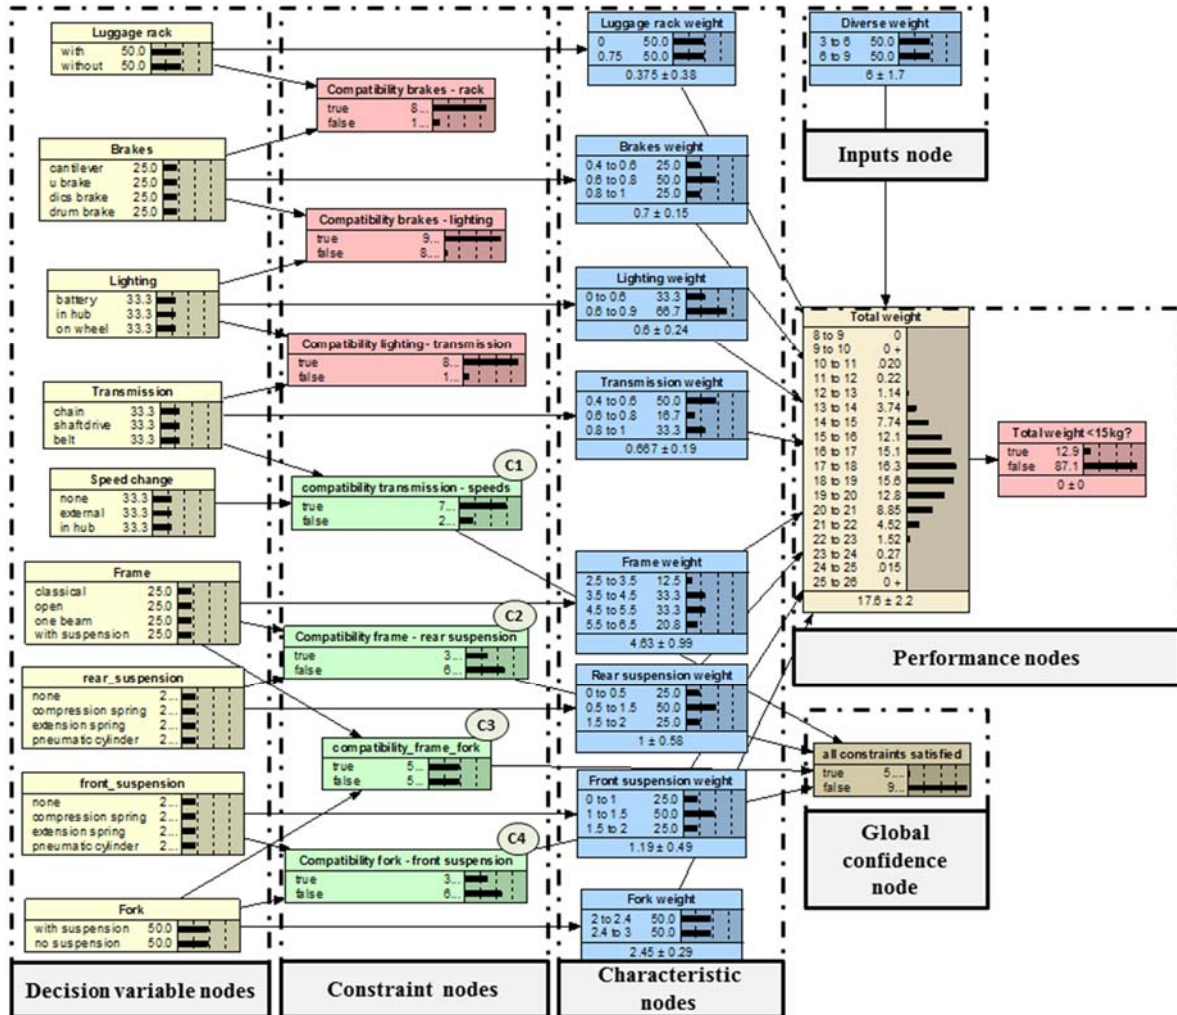 Luggage rack
with 50.0
without 50.0
Compatibility brakes - rack
true 8...
false 1...
Brakes
cantilever 25.0
u brake 25.0
dics brake 25.0
drum brake 25.0
Compatibility brakes - lighting
true 9...
false 8...
Lighting
battery 33.3
in hub 33.3
on wheel 33.3
Compatibility lighting - transmission
true 8...
false 1...
Transmission
chain 33.3
shaftdrive 33.3
belt 33.3
Speed change
none 33.3
external 33.3
in hub 33.3
C1
compatibility transmission - speeds
true 7...
false 2...
Frame
classical 25.0
open 25.0
one beam 25.0
with suspension 25.0
C2
Compatibility frame - rear suspension
true 3...
false 6...
rear_suspension
none 2...
compression spring 2...
extension spring 2...
pneumatic cylinder 2...
C3
compatibility_frame_fork
true 5...
false 5...
front_suspension
none 2...
compression spring 2...
extension spring 2...
pneumatic cylinder 2...
C4
Compatibility fork - front suspension
true 3...
false 6...
Fork
with suspension 50.0
no suspension 50.0
Decision variable nodes
Constraint nodes
Luggage rack weight
0 50.0
0.75 50.0
0.375 ± 0.38
Brakes weight
0.4 to 0.6 25.0
0.6 to 0.8 50.0
0.8 to 1 25.0
0.7 ± 0.15
Lighting weight
0 to 0.6 33.3
0.6 to 0.9 66.7
0.6 ± 0.24
Transmission weight
0.4 to 0.6 50.0
0.6 to 0.8 16.7
0.8 to 1 33.3
0.667 ± 0.19
Frame weight
2.5 to 3.5 12.5
3.5 to 4.5 33.3
4.5 to 5.5 33.3
5.5 to 6.5 20.8
4.63 ± 0.99
Rear suspension weight
0 to 0.5 25.0
0.5 to 1.5 50.0
1.5 to 2 25.0
1 ± 0.58
Front suspension weight
0 to 1 25.0
1 to 1.5 50.0
1.5 to 2 25.0
1.19 ± 0.49
Fork weight
2 to 2.4 50.0
2.4 to 3 50.0
2.45 ± 0.29
Characteristic
nodes
Diverse weight
3 to 6 50.0
6 to 9 50.0
6 ± 1.7
Inputs node
Total weight
8 to 9 0
9 to 10 0 +
10 to 11 .020
11 to 12 0.22
12 to 13 1.14
13 to 14 3.74
14 to 15 7.74
15 to 16 12.1
16 to 17 15.1
17 to 18 16.3
18 to 19 15.6
19 to 20 12.8
20 to 21 8.85
21 to 22 4.52
22 to 23 1.52
23 to 24 0.27
24 to 25 .015
25 to 26 0 +
17.6 ± 2.2
Total weight <15kg?
true 12.9
false 87.1
0 ± 0
Performance nodes
all constraints satisfied
true 5...
false 9...
Global
confidence
node